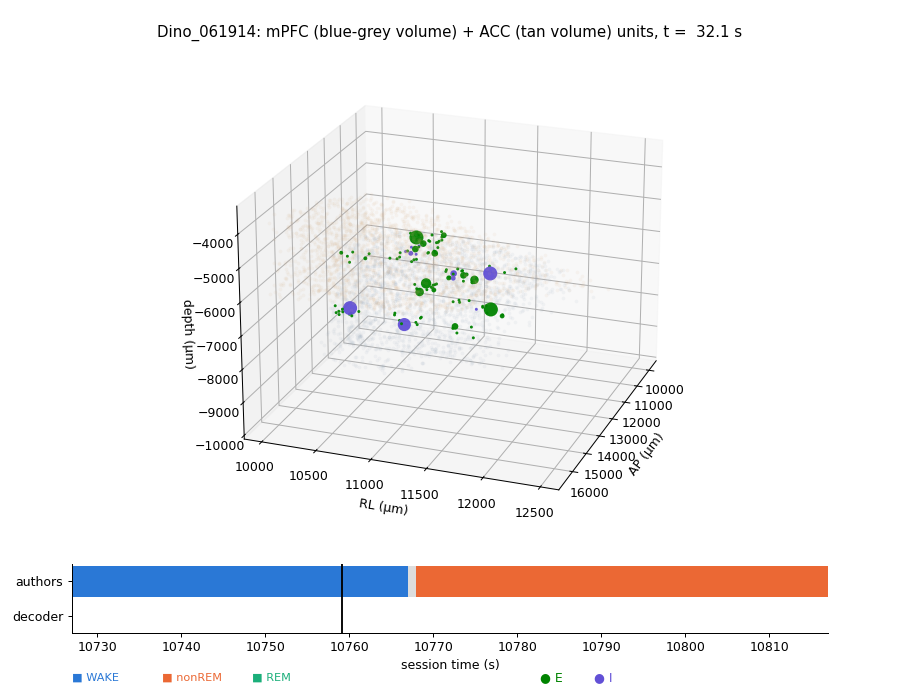 Dino_061914: mPFC (blue-grey volume) + ACC (tan volume) units, t =  32.1 s
−4000
−5000
−6000
−7000
−8000
−9000
−10000
depth (μm)
10000
10500
11000
11500
12000
12500
RL (μm)
10000
11000
12000
13000
14000
15000
16000
AP (μm)
authors
decoder
10730
10740
10750
10760
10770
10780
10790
10800
10810
session time (s)
WAKE
nonREM
REM
E
I